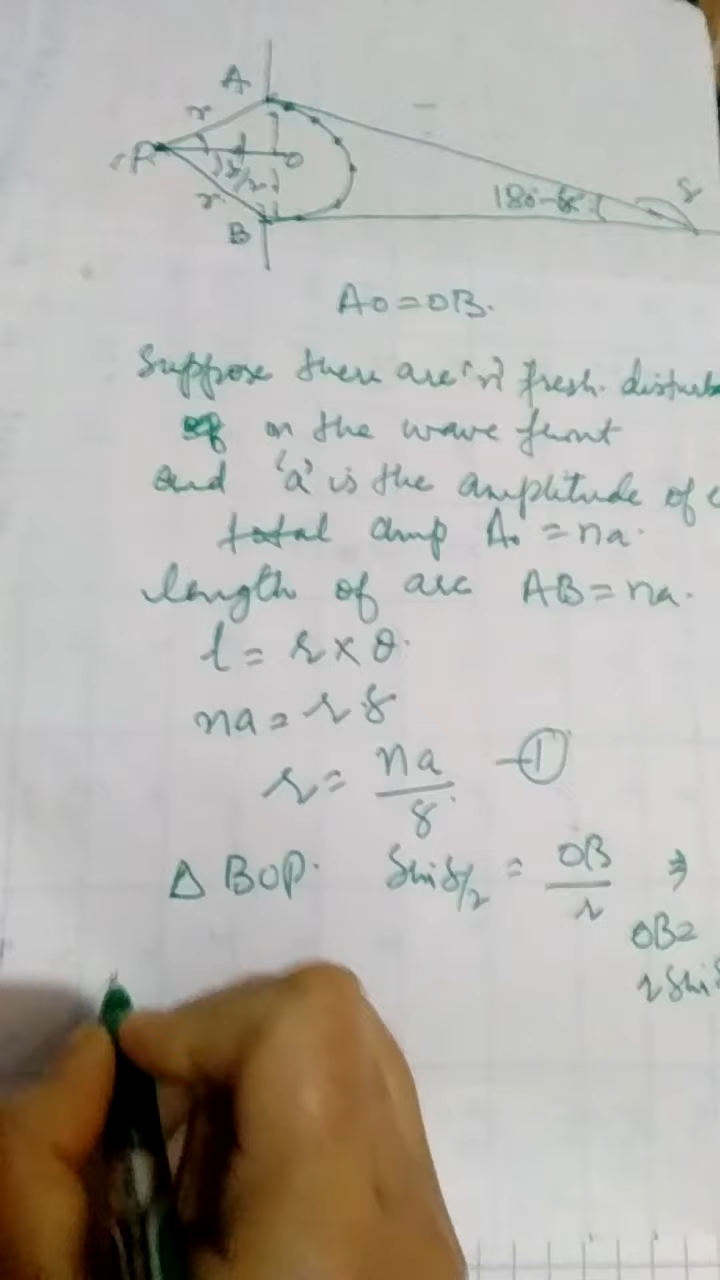 A
r
P
δ/2
O
r
B
180-δ
δ
AO = OB.
Suppose there are 'n' fresh disturb
on the wave front
and 'a' is the amplitude of e
total amp A₀ = na.
length of arc AB = na.
l = r × θ.
na = r δ
r = na/δ -①
Δ BOP. Sin δ/2 = OB/r ⇒
OB=
r Sin δ